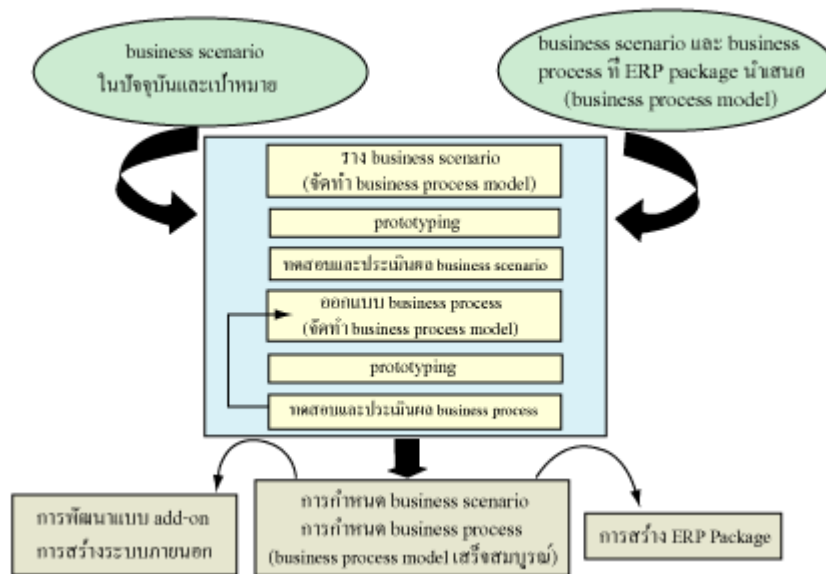 business scenario
ในปัจจุบันและเป้าหมาย
business scenario และ business
process ที่ ERP package นำเสนอ
(business process model)
ร่าง business scenario
(จัดทำ business process model)
prototyping
ทดสอบและประเมินผล business scenario
ออกแบบ business process
(จัดทำ business process model)
prototyping
ทดสอบและประเมินผล business process
การพัฒนาแบบ add-on
การสร้างระบบภายนอก
การกำหนด business scenario
การกำหนด business process
(business process model เสร็จสมบูรณ์)
การสร้าง ERP Package